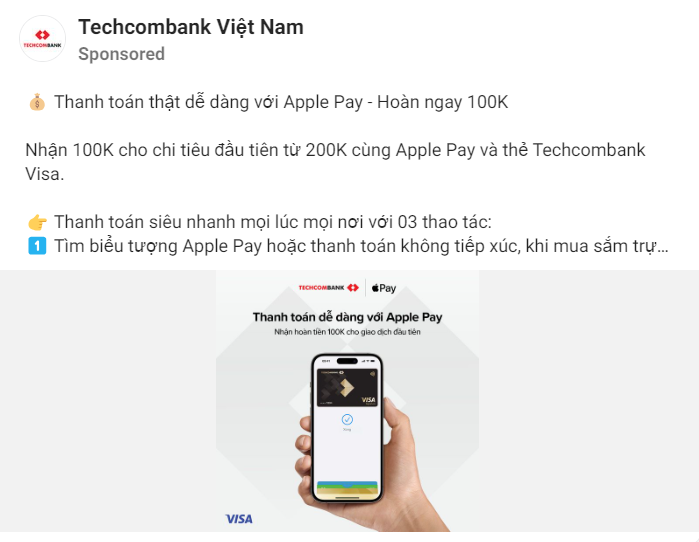 TECHCOMBANK
Techcombank Việt Nam
Sponsored
💰 Thanh toán thật dễ dàng với Apple Pay - Hoàn ngay 100K
Nhận 100K cho chi tiêu đầu tiên từ 200K cùng Apple Pay và thẻ Techcombank
Visa.
👉 Thanh toán siêu nhanh mọi lúc mọi nơi với 03 thao tác:
1️⃣ Tìm biểu tượng Apple Pay hoặc thanh toán không tiếp xúc, khi mua sắm trự...
TECHCOMBANK Pay
Thanh toán dễ dàng với Apple Pay
Nhận hoàn tiền 100K cho giao dịch đầu tiên
TECHCOMBANK
VISA
VISA